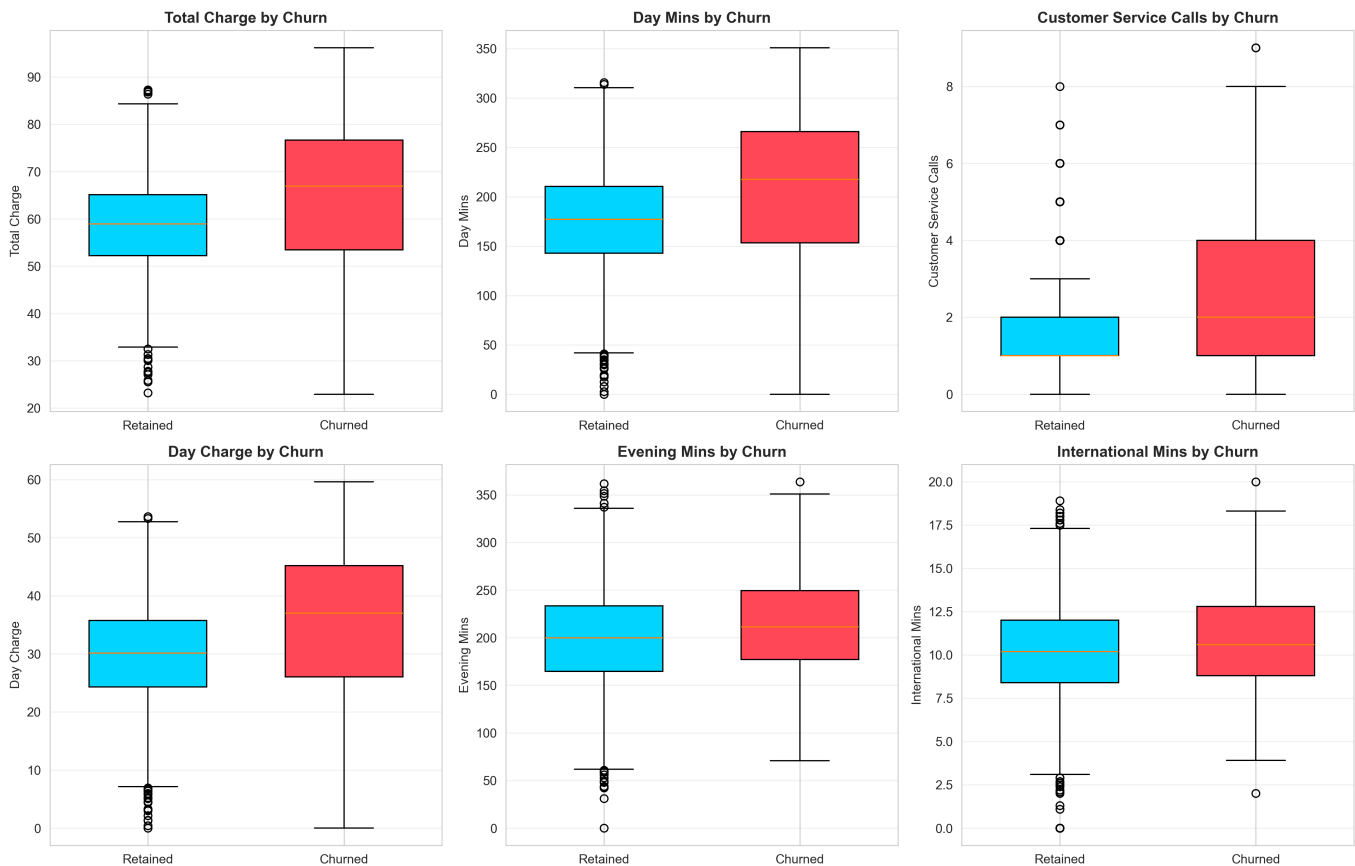 Total Charge by Churn
Total Charge
90
80
70
60
50
40
30
20
Retained
Churned
Day Mins by Churn
Day Mins
350
300
250
200
150
100
50
0
Retained
Churned
Customer Service Calls by Churn
Customer Service Calls
8
6
4
2
0
Retained
Churned
Day Charge by Churn
Day Charge
60
50
40
30
20
10
0
Retained
Churned
Evening Mins by Churn
Evening Mins
350
300
250
200
150
100
50
0
Retained
Churned
International Mins by Churn
International Mins
20.0
17.5
15.0
12.5
10.0
7.5
5.0
2.5
0.0
Retained
Churned